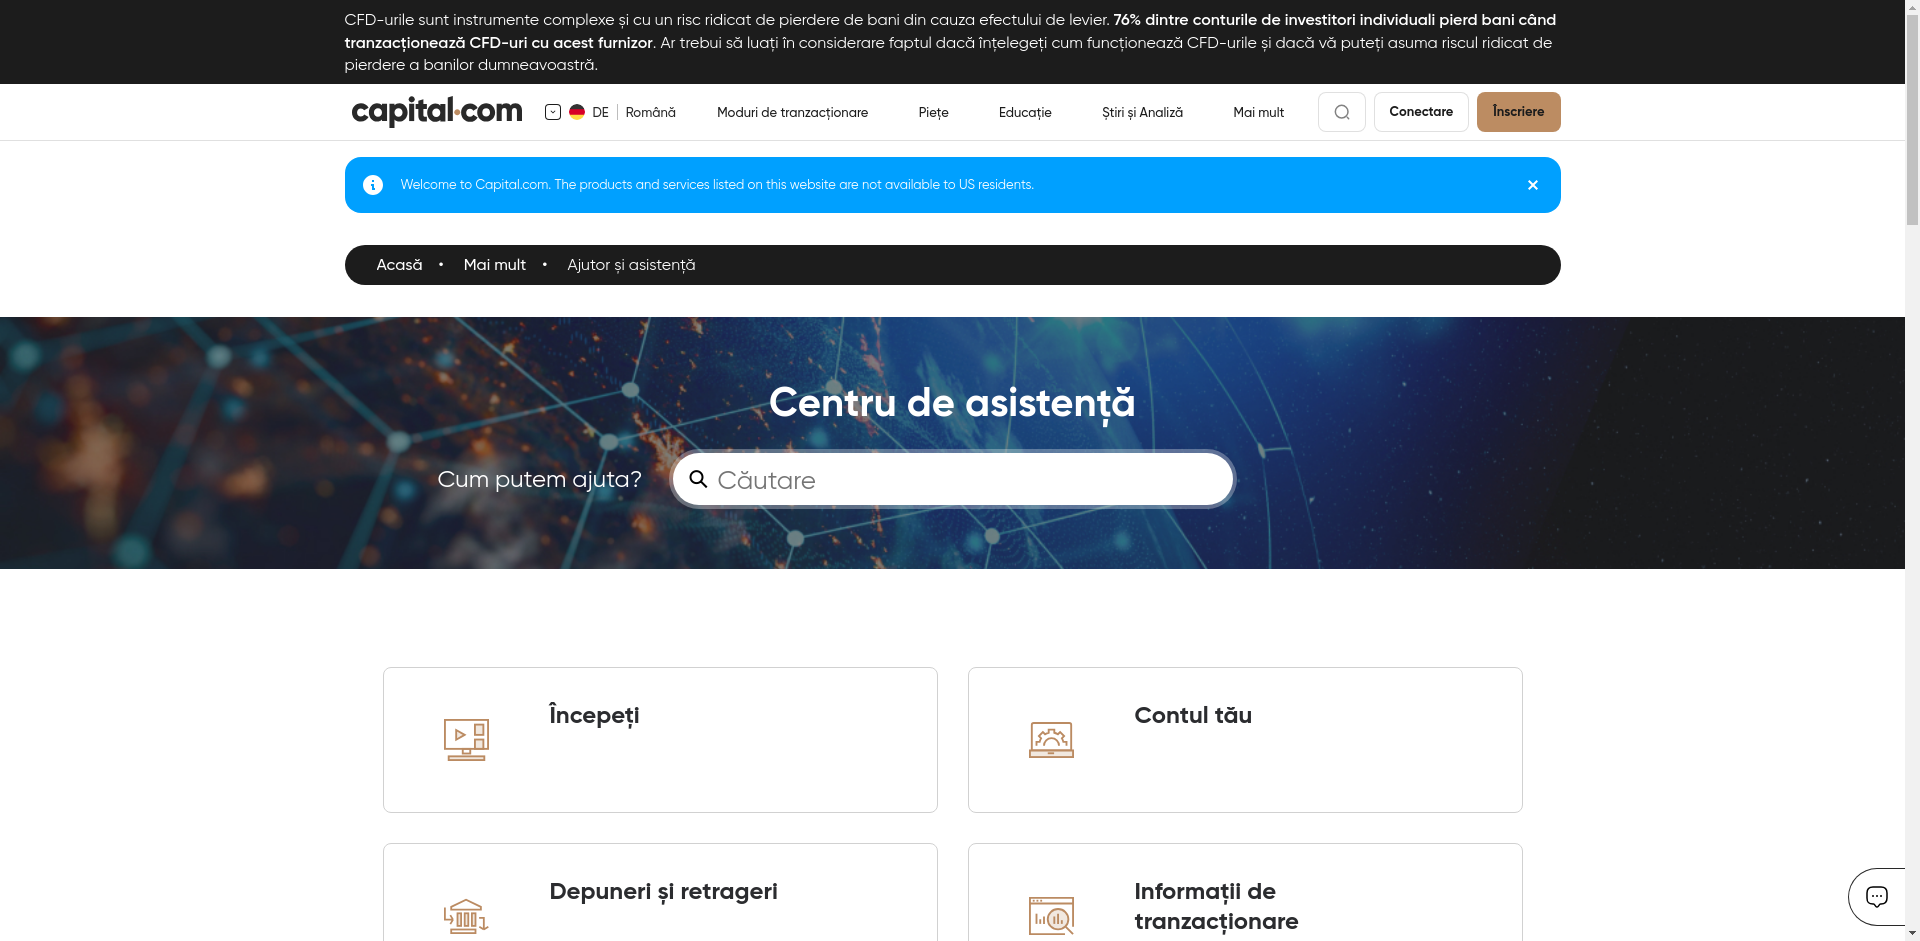 CFD-urile sunt instrumente complexe și cu un risc ridicat de pierdere de bani din cauza efectului de levier. 76% dintre conturile de investitori individuali pierd bani când
tranzacționează CFD-uri cu acest furnizor. Ar trebui să luați în considerare faptul dacă înțelegeți cum funcționează CFD-urile și dacă vă puteți asuma riscul ridicat de
pierdere a banilor dumneavoastră.
capital.com DE Română Moduri de tranzacționare Piețe Educație Știri și Analiză Mai mult Conectare Înscriere
Welcome to Capital.com. The products and services listed on this website are not available to US residents.
Acasă • Mai mult • Ajutor și asistență
Centru de asistență
Cum putem ajuta? Căutare
Începeți
Contul tău
Depuneri și retrageri
Informații de
tranzacționare